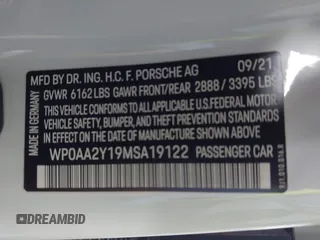 09/21
MFD BY DR. ING. H.C. F. PORSCHE AG
GVWR 6162 LBS GAWR FRONT/REAR 2888 / 3395 LBS
THIS VEHICLE CONFORMS TO ALL APPLICABLE
FEDERAL MOTOR VEHICLE
SAFETY, BUMPER, AND THEFT PREVENTION
STANDARDS IN EFFECT ON THE DATE OF
MANUFACTURE SHOWN ABOVE
WP0AA2Y19MSA19122 PASSENGER CAR
MADE IN GERMANY
DREAMBID